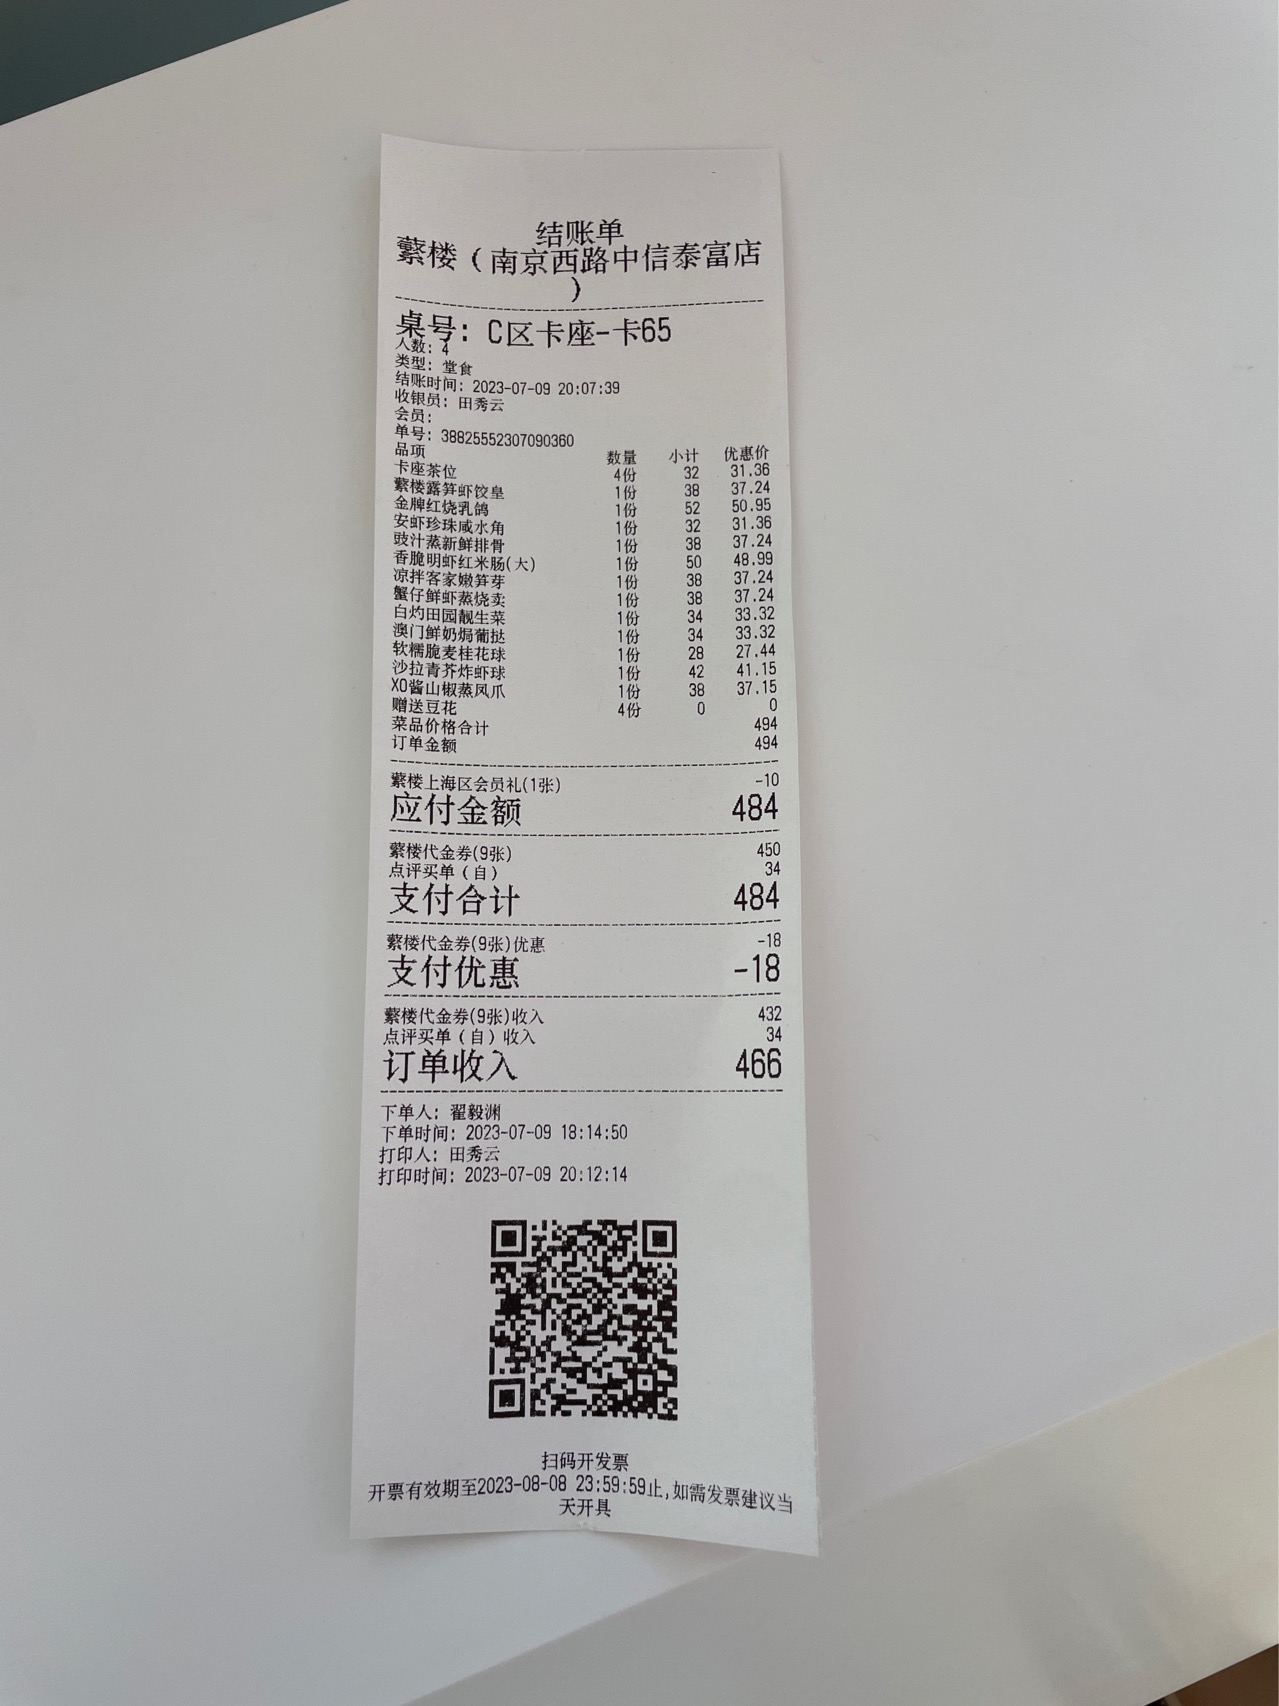 结账单
蘩楼（南京西路中信泰富店
）
桌号: C区卡座-卡65
人数: 4
类型: 堂食
结账时间: 2023-07-09 20:07:39
收银员: 田秀云
会员:
单号: 38825552307090360
品项 数量 小计 优惠价
卡座茶位 4份 32 31.36
蘩楼露笋虾饺皇 1份 38 37.24
金牌红烧乳鸽 1份 52 50.95
安虾珍珠咸水角 1份 32 31.36
豉汁蒸新鲜排骨 1份 38 37.24
香脆明虾红米肠(大) 1份 50 48.99
凉拌客家嫩笋芽 1份 38 37.24
蟹仔鲜虾蒸烧卖 1份 38 37.24
白灼田园靓生菜 1份 34 33.32
澳门鲜奶焗葡挞 1份 34 33.32
软糯脆麦桂花球 1份 28 27.44
沙拉青芥炸虾球 1份 42 41.15
XO酱山椒蒸凤爪 1份 38 37.15
赠送豆花 4份 0 0
菜品价格合计 494
订单金额 494
蘩楼上海区会员礼(1张) -10
应付金额 484
蘩楼代金券(9张) 450
点评买单（自） 34
支付合计 484
蘩楼代金券(9张)优惠 -18
支付优惠 -18
蘩楼代金券(9张)收入 432
点评买单（自）收入 34
订单收入 466
下单人: 翟毅渊
下单时间: 2023-07-09 18:14:50
打印人: 田秀云
打印时间: 2023-07-09 20:12:14
扫码开发票
开票有效期至2023-08-08 23:59:59止,如需发票建议当
天开具